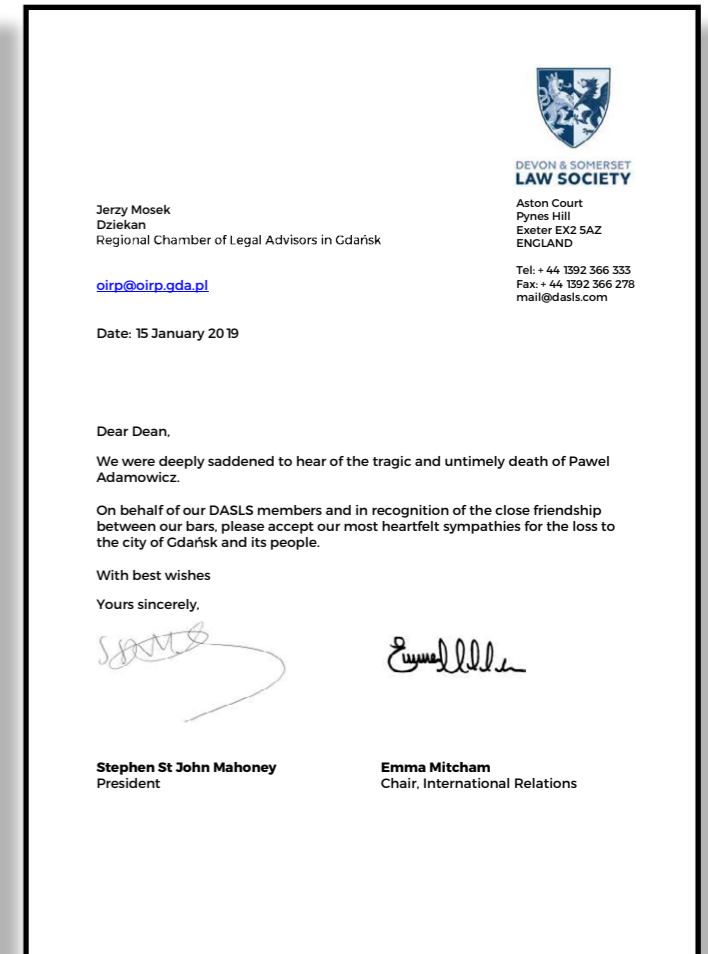 DEVON & SOMERSET
LAW SOCIETY
Aston Court
Pynes Hill
Exeter EX2 5AZ
ENGLAND
Tel: + 44 1392 366 333
Fax: + 44 1392 366 278
mail@dasls.com
Jerzy Mosek
Dziekan
Regional Chamber of Legal Advisors in Gdańsk
oirp@oirp.gda.pl
Date: 15 January 2019
Dear Dean,
We were deeply saddened to hear of the tragic and untimely death of Pawel
Adamowicz.
On behalf of our DASLS members and in recognition of the close friendship
between our bars, please accept our most heartfelt sympathies for the loss to
the city of Gdańsk and its people.
With best wishes
Yours sincerely,
Stephen St John Mahoney
President
Emma Mitcham
Chair, International Relations